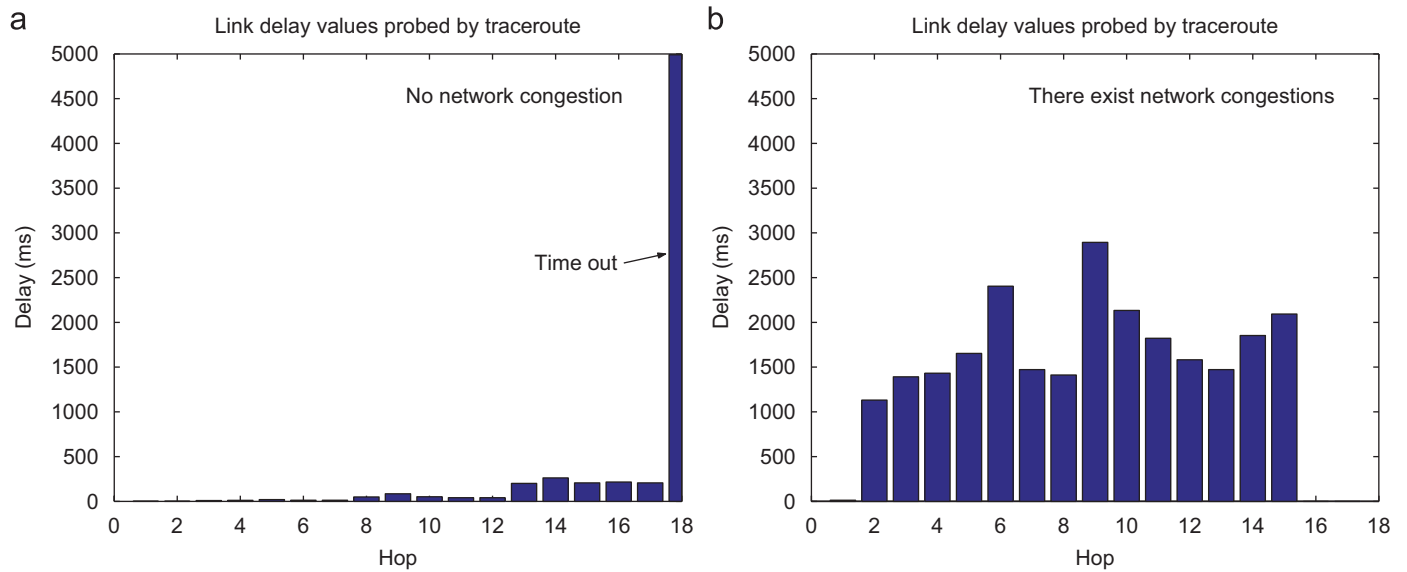 a
Link delay values probed by traceroute
5000
4500
4000
3500
3000
2500
2000
1500
1000
500
0
Delay (ms)
No network congestion
Time out
0 2 4 6 8 10 12 14 16 18
Hop
b
Link delay values probed by traceroute
5000
4500
4000
3500
3000
2500
2000
1500
1000
500
0
Delay (ms)
There exist network congestions
0 2 4 6 8 10 12 14 16 18
Hop